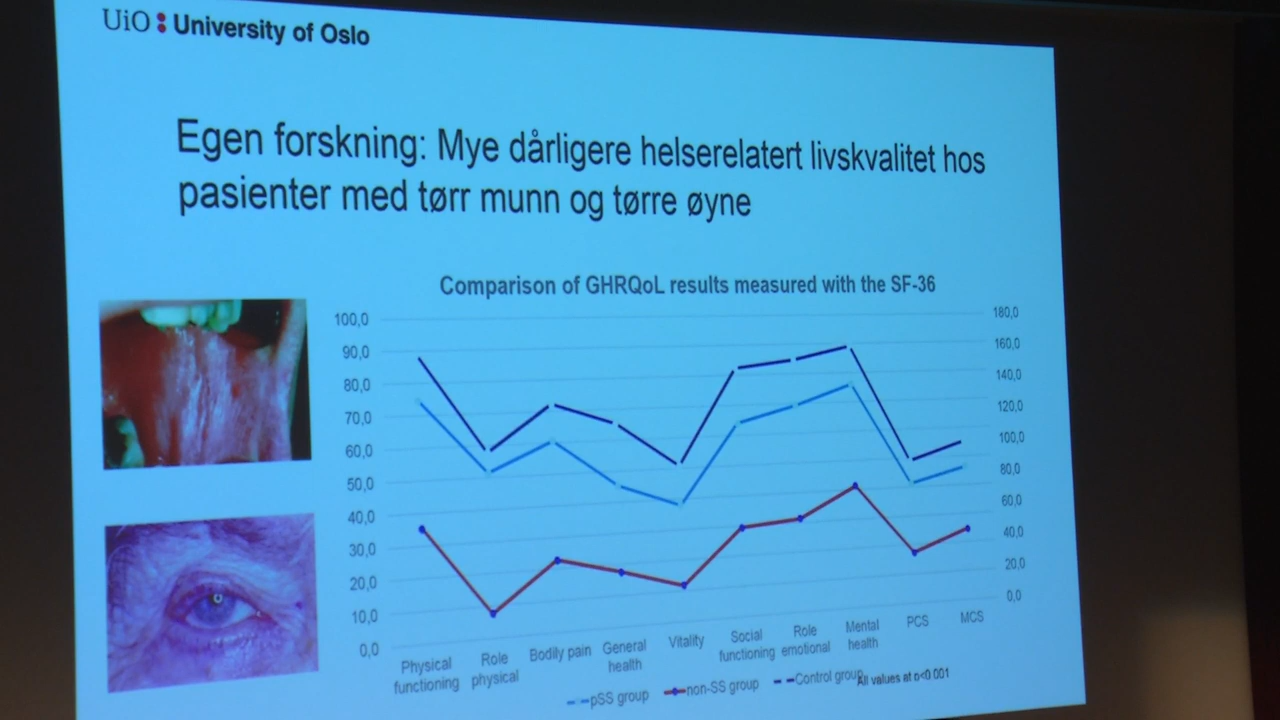 UiO University of Oslo
Egen forskning: Mye dårligere helserelatert livskvalitet hos
pasienter med tørr munn og tørre øyne
Comparison of GHRQoL results measured with the SF-36
100,0
90,0
80,0
70,0
60,0
50,0
40,0
30,0
20,0
10,0
0,0
180,0
160,0
140,0
120,0
100,0
80,0
60,0
40,0
20,0
0,0
Physical
functioning
Role
physical
Bodily pain
General
health
Vitality
Social
functioning
Role
emotional
Mental
health
PCS
MCS
pSS group
non-SS group
Control group
All values at p<0.001